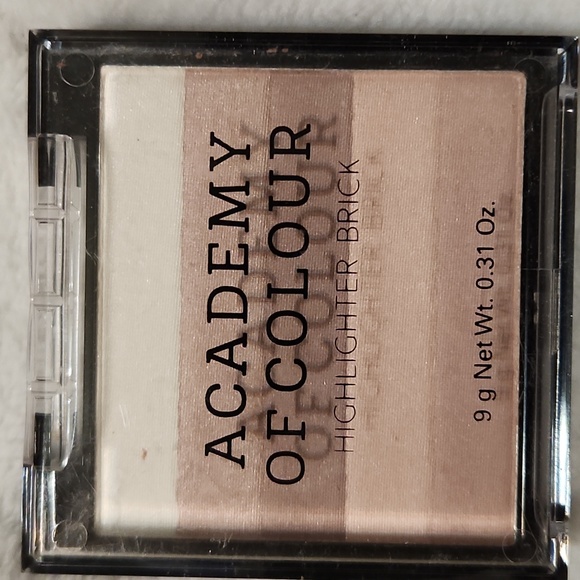 ACADEMY
OF COLOUR
HIGHLIGHTER BRICK
9 g Net Wt. 0.31 Oz.